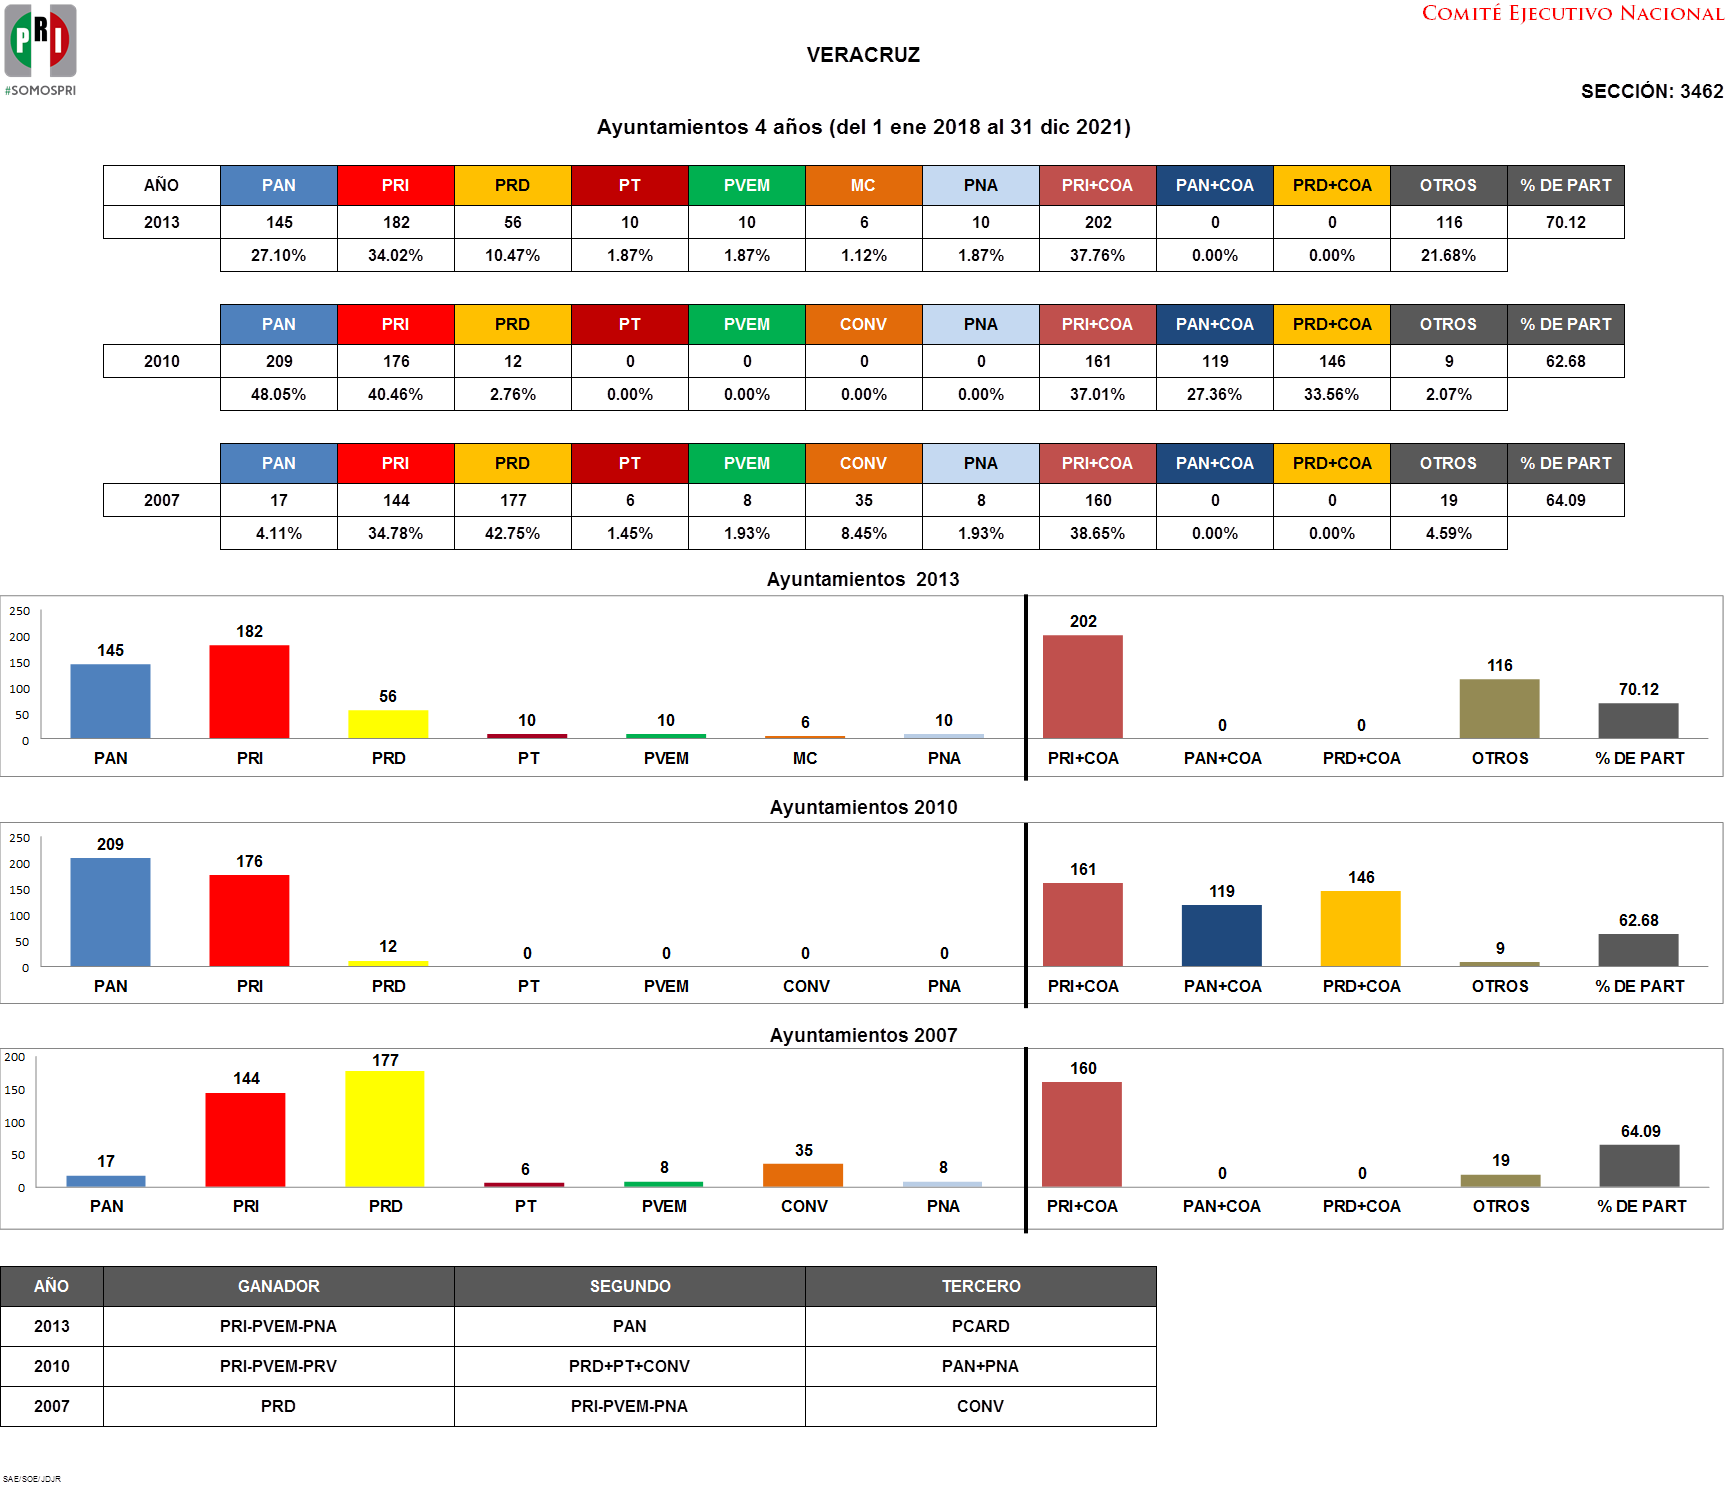 PRI
#SOMOSPRI
COMITÉ EJECUTIVO NACIONAL
VERACRUZ
SECCIÓN: 3462
Ayuntamientos 4 años (del 1 ene 2018 al 31 dic 2021)
AÑO PAN PRI PRD PT PVEM MC PNA PRI+COA PAN+COA PRD+COA OTROS % DE PART
2013 145 182 56 10 10 6 10 202 0 0 116 70.12
27.10% 34.02% 10.47% 1.87% 1.87% 1.12% 1.87% 37.76% 0.00% 0.00% 21.68%
PAN PRI PRD PT PVEM CONV PNA PRI+COA PAN+COA PRD+COA OTROS % DE PART
2010 209 176 12 0 0 0 0 161 119 146 9 62.68
48.05% 40.46% 2.76% 0.00% 0.00% 0.00% 0.00% 37.01% 27.36% 33.56% 2.07%
PAN PRI PRD PT PVEM CONV PNA PRI+COA PAN+COA PRD+COA OTROS % DE PART
2007 17 144 177 6 8 35 8 160 0 0 19 64.09
4.11% 34.78% 42.75% 1.45% 1.93% 8.45% 1.93% 38.65% 0.00% 0.00% 4.59%
Ayuntamientos 2013
250
200
150
100
50
0
145 182 56 10 10 6 10 202 0 0 116 70.12
PAN PRI PRD PT PVEM MC PNA PRI+COA PAN+COA PRD+COA OTROS % DE PART
Ayuntamientos 2010
250
200
150
100
50
0
209 176 12 0 0 0 0 161 119 146 9 62.68
PAN PRI PRD PT PVEM CONV PNA PRI+COA PAN+COA PRD+COA OTROS % DE PART
Ayuntamientos 2007
200
150
100
50
0
17 144 177 6 8 35 8 160 0 0 19 64.09
PAN PRI PRD PT PVEM CONV PNA PRI+COA PAN+COA PRD+COA OTROS % DE PART
AÑO GANADOR SEGUNDO TERCERO
2013 PRI-PVEM-PNA PAN PCARD
2010 PRI-PVEM-PRV PRD+PT+CONV PAN+PNA
2007 PRD PRI-PVEM-PNA CONV
SAE/SOE/JDJR